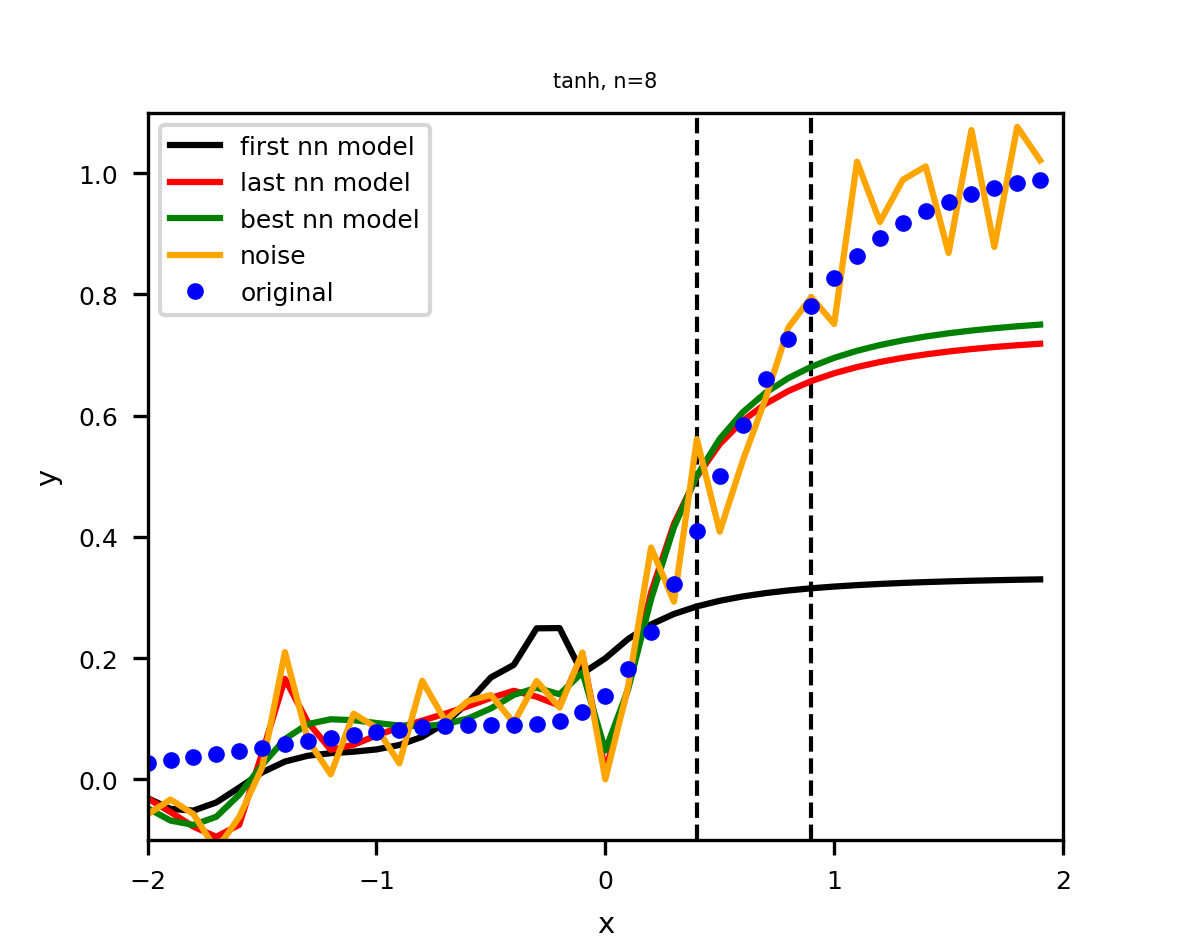 tanh, n=8
first nn model
last nn model
best nn model
noise
original
1.0
0.8
0.6
0.4
0.2
0.0
y
−2
−1
0
1
2
x